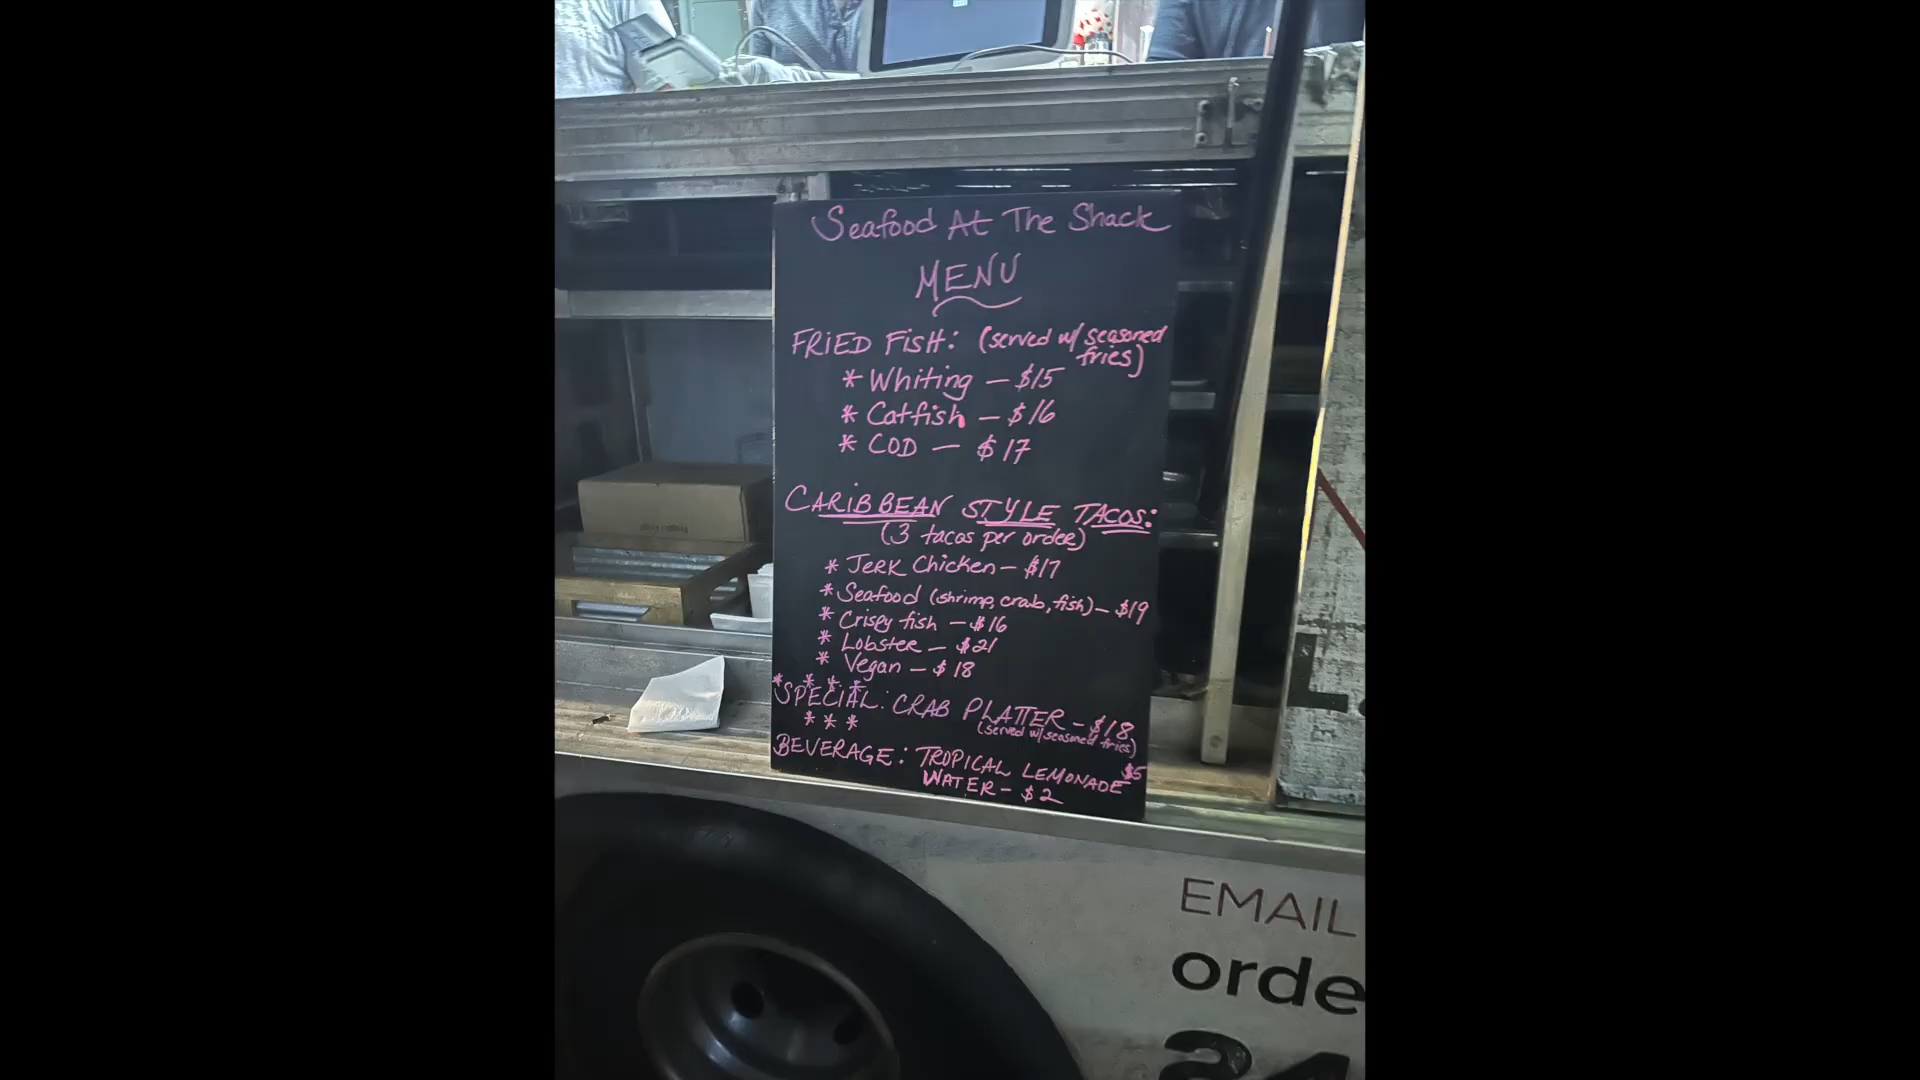 Seafood At The Shack
MENU
FRIED FISH: (served w/ seasoned
fries)
* Whiting — $15
* Catfish — $16
* COD — $17
CARIBBEAN STYLE TACOS:
(3 tacos per order)
* Jerk Chicken — $17
* Seafood (shrimp, crab, fish) — $19
* Crispy fish — $16
* Lobster — $21
* Vegan — $18
* * * *
SPECIAL: CRAB PLATTER — $18
(served w/ seasoned fries)
* * *
BEVERAGE: TROPICAL LEMONADE $5
WATER — $2
EMAIL
orde